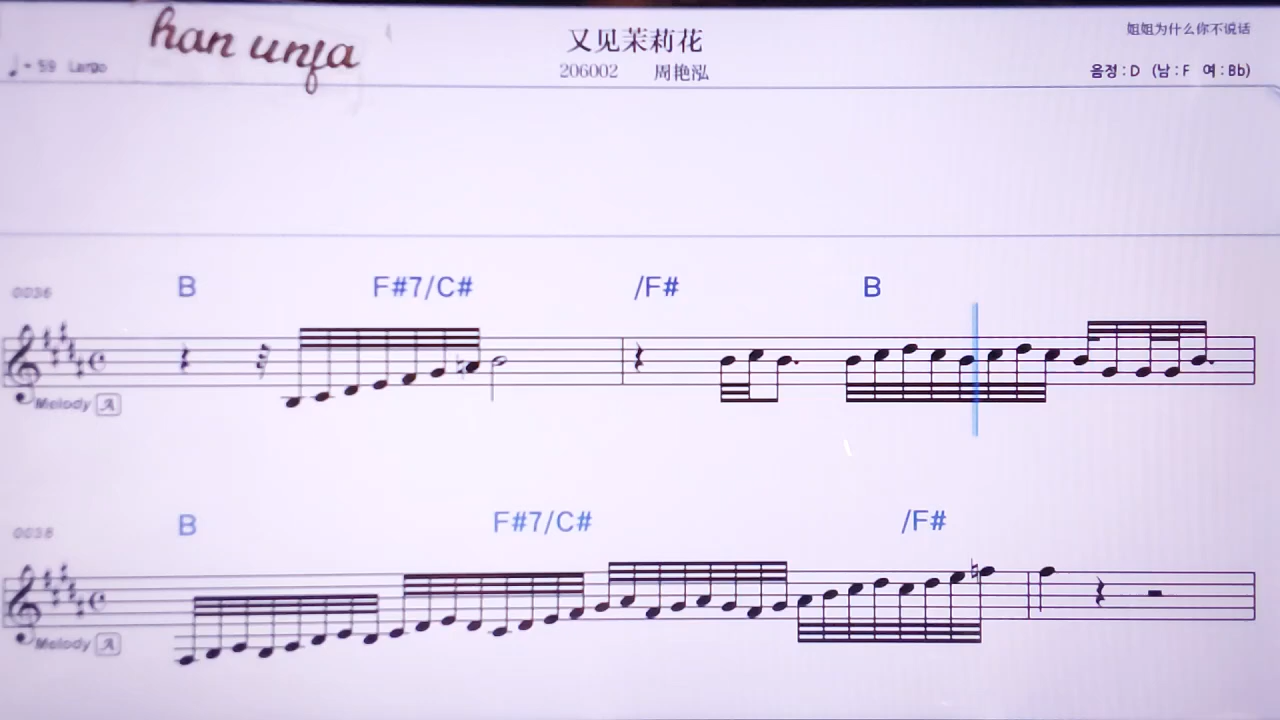 han unfa
又见茉莉花
姐姐为什么你不说话
♩= 59 Largo
206002 周艳泓
음정 : D (남 : F 여 : Bb)
0036 B F#7/C# /F# B
Melody A
0038 B F#7/C# /F#
Melody A